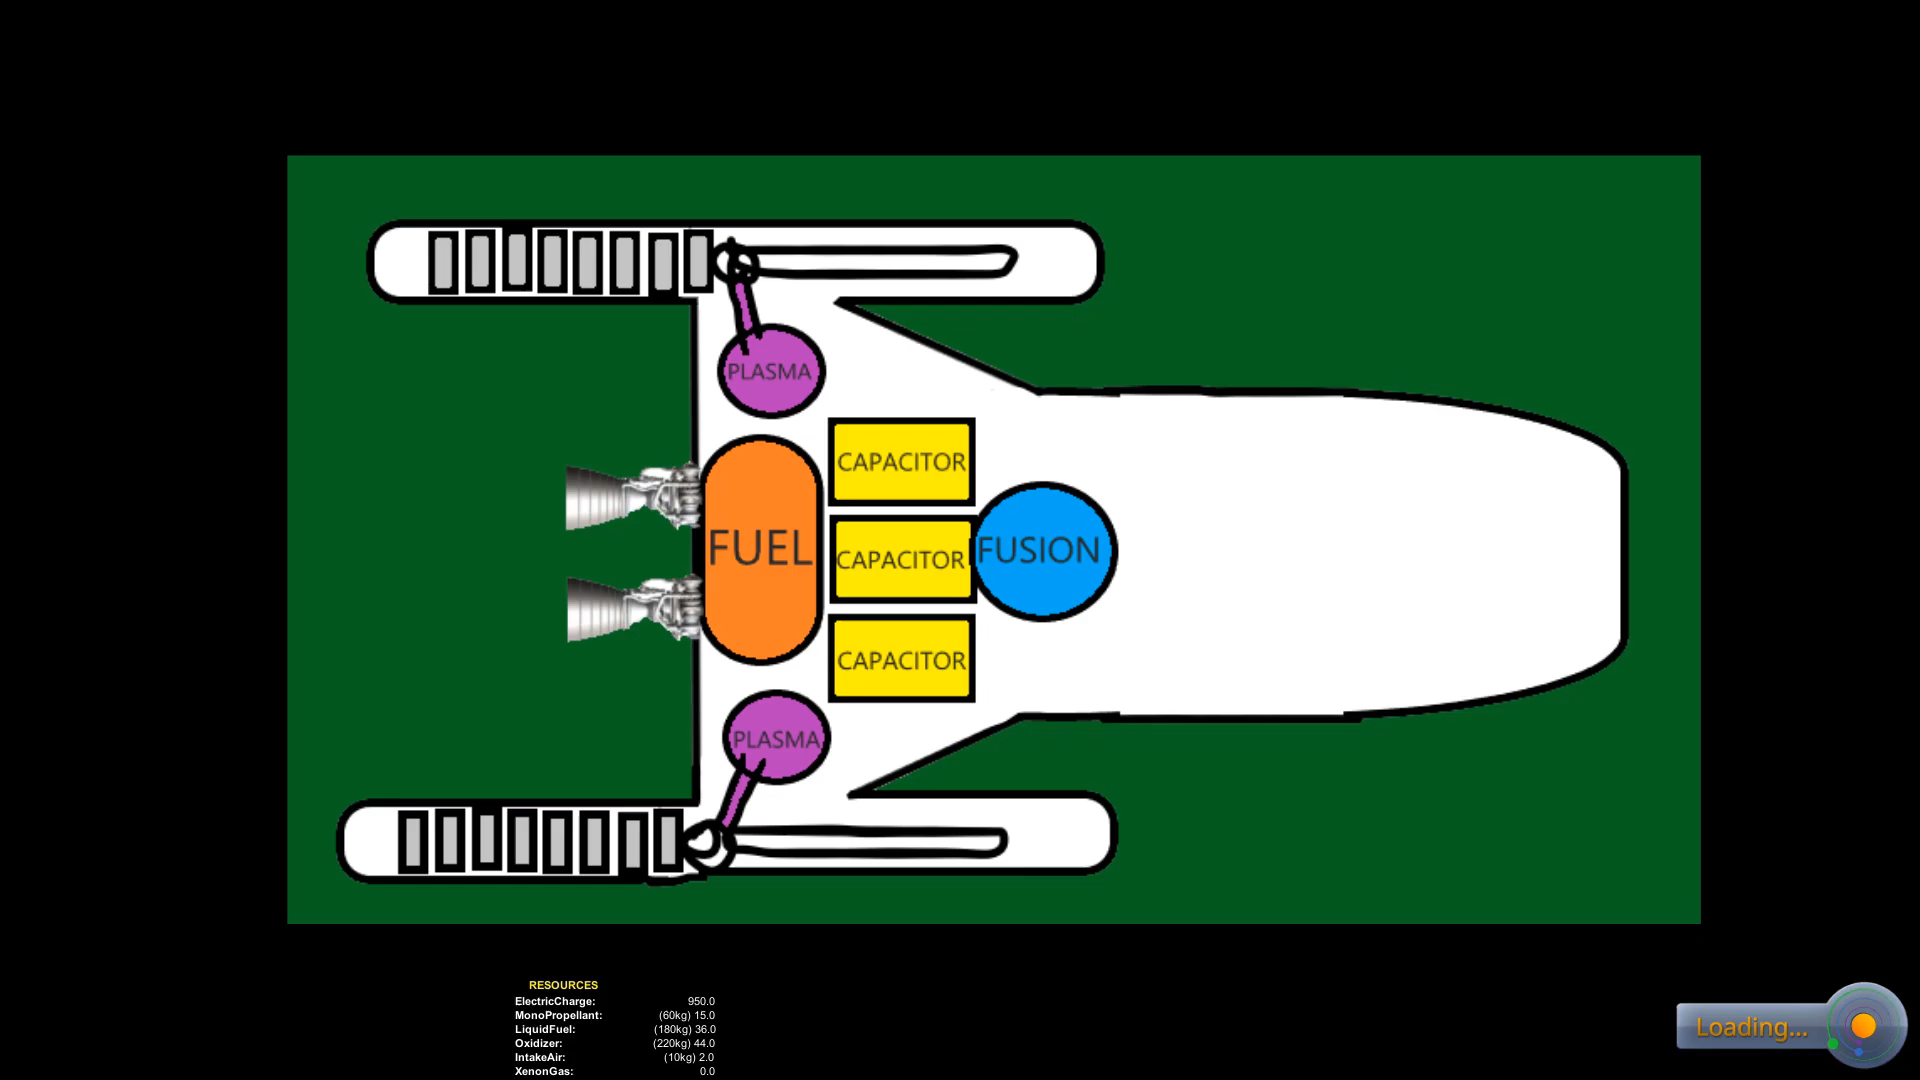 PLASMA
CAPACITOR
FUEL
CAPACITOR
FUSION
CAPACITOR
PLASMA
RESOURCES
ElectricCharge: 950.0
MonoPropellant: (60kg) 15.0
LiquidFuel: (180kg) 36.0
Oxidizer: (220kg) 44.0
IntakeAir: (10kg) 2.0
XenonGas: 0.0
Loading...